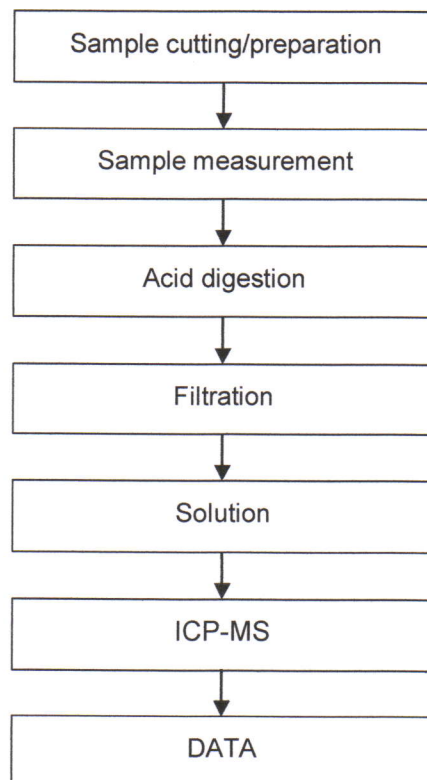 Sample cutting/preparation
Sample measurement
Acid digestion
Filtration
Solution
ICP-MS
DATA